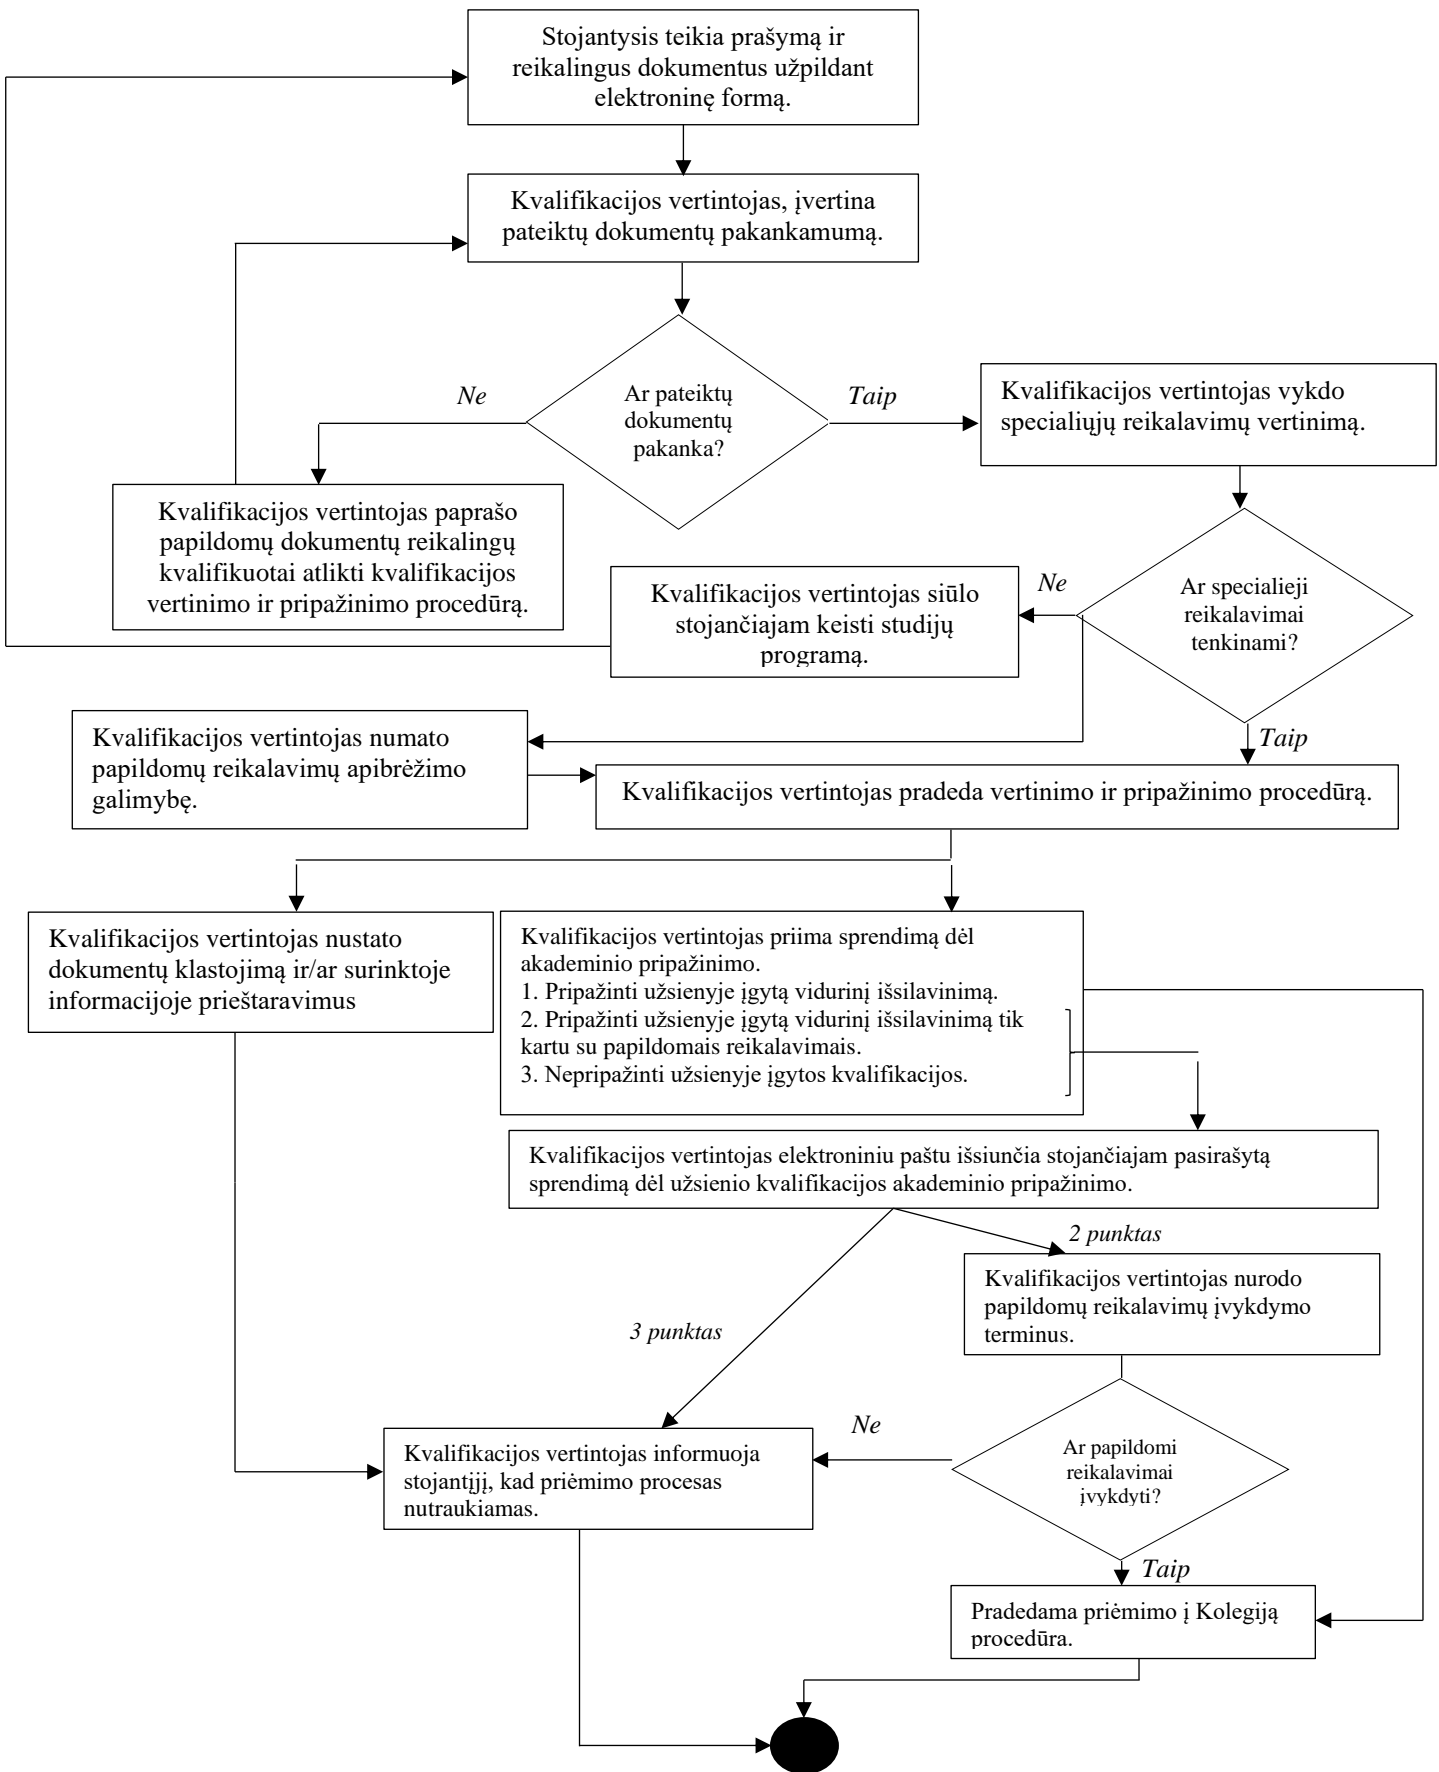 Stojantysis teikia prašymą ir
reikalingus dokumentus užpildant
elektroninę formą.
Kvalifikacijos vertintojas, įvertina
pateiktų dokumentų pakankamumą.
Ne
Ar pateiktų
dokumentų
pakanka?
Taip
Kvalifikacijos vertintojas vykdo
specialiųjų reikalavimų vertinimą.
Kvalifikacijos vertintojas paprašo
papildomų dokumentų reikalingų
kvalifikuotai atlikti kvalifikacijos
vertinimo ir pripažinimo procedūrą.
Kvalifikacijos vertintojas siūlo
stojančiajam keisti studijų
programą.
Ne
Ar specialieji
reikalavimai
tenkinami?
Taip
Kvalifikacijos vertintojas numato
papildomų reikalavimų apibrėžimo
galimybę.
Kvalifikacijos vertintojas pradeda vertinimo ir pripažinimo procedūrą.
Kvalifikacijos vertintojas nustato
dokumentų klastojimą ir/ar surinktoje
informacijoje prieštaravimus
Kvalifikacijos vertintojas priima sprendimą dėl
akademinio pripažinimo.
1. Pripažinti užsienyje įgytą vidurinį išsilavinimą.
2. Pripažinti užsienyje įgytą vidurinį išsilavinimą tik
kartu su papildomais reikalavimais.
3. Nepripažinti užsienyje įgytos kvalifikacijos.
Kvalifikacijos vertintojas elektroniniu paštu išsiunčia stojančiajam pasirašytą
sprendimą dėl užsienio kvalifikacijos akademinio pripažinimo.
2 punktas
Kvalifikacijos vertintojas nurodo
papildomų reikalavimų įvykdymo
terminus.
3 punktas
Ne
Kvalifikacijos vertintojas informuoja
stojantįjį, kad priėmimo procesas
nutraukiamas.
Ar papildomi
reikalavimai
įvykdyti?
Taip
Pradedama priėmimo į Kolegiją
procedūra.